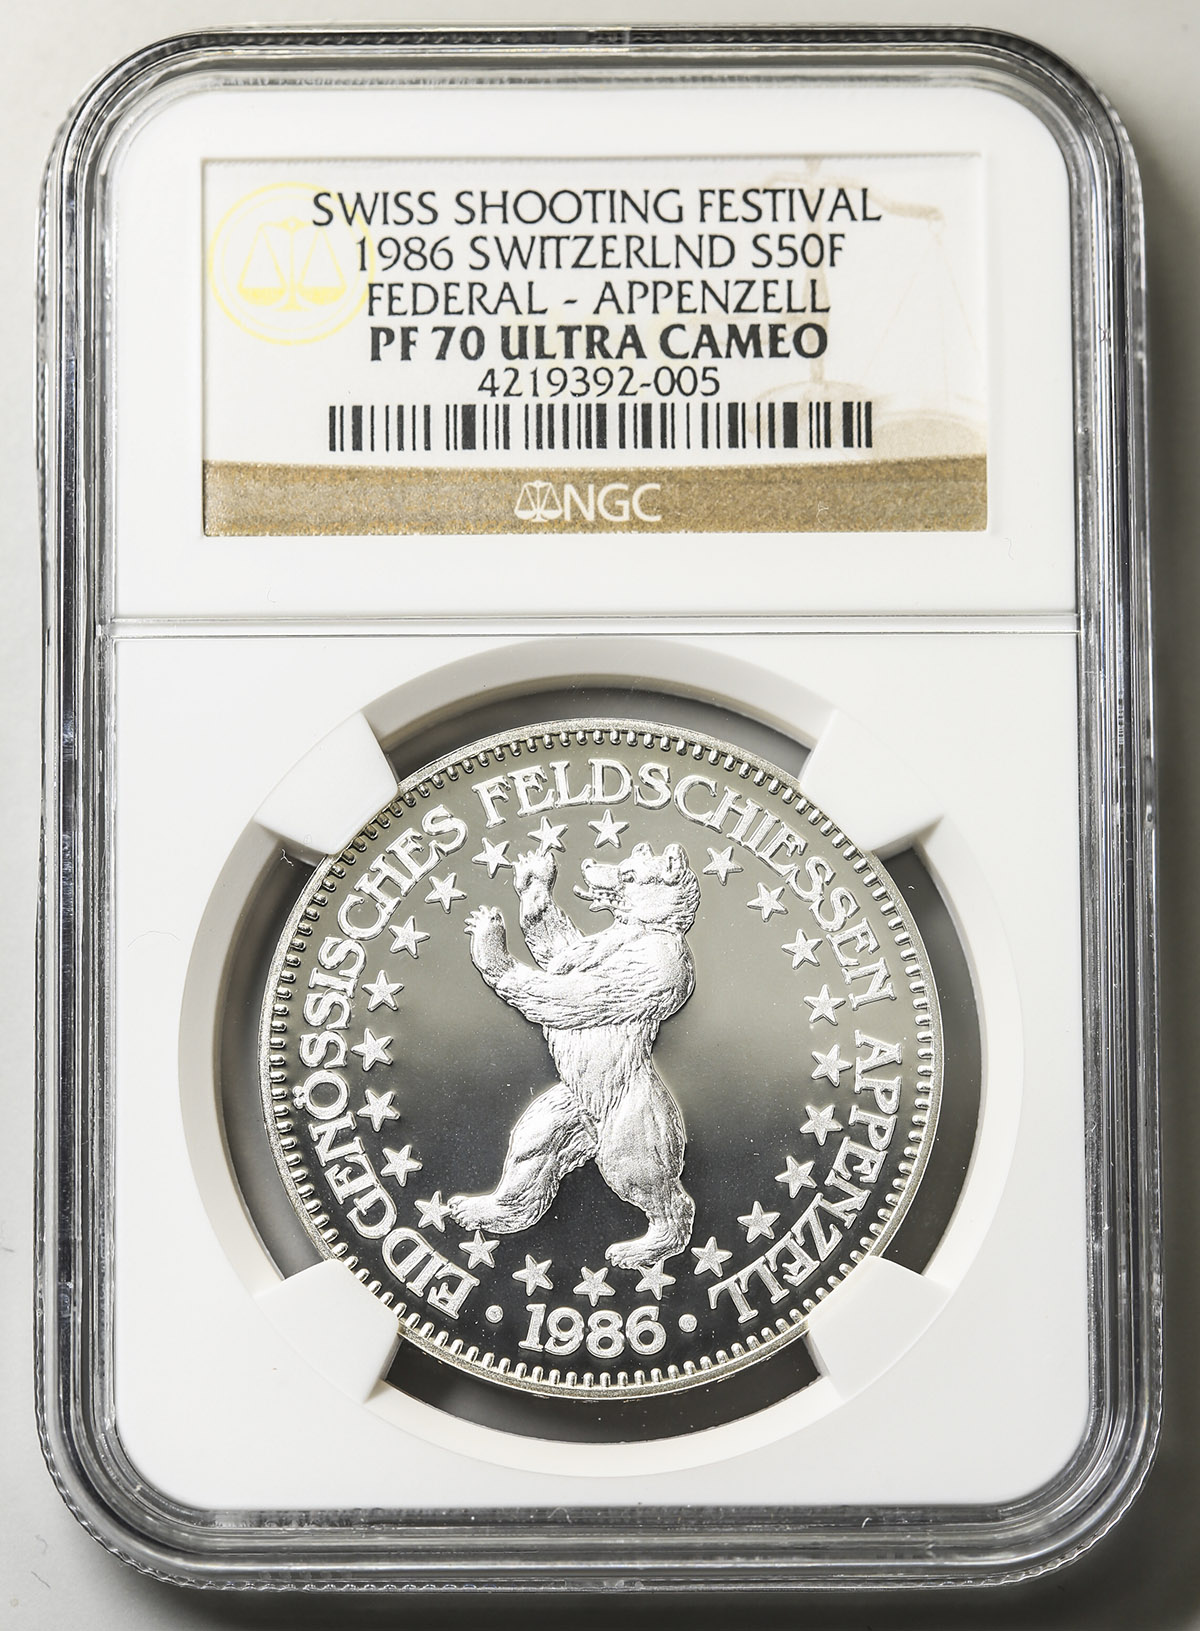 SWISS SHOOTING FESTIVAL
1986 SWITZERLND S50F
FEDERAL - APPENZELL
PF 70 ULTRA CAMEO
4219392-005
NGC
EIDGENÖSSISCHES FELDSCHIESSEN APPENZELL
• 1986 •